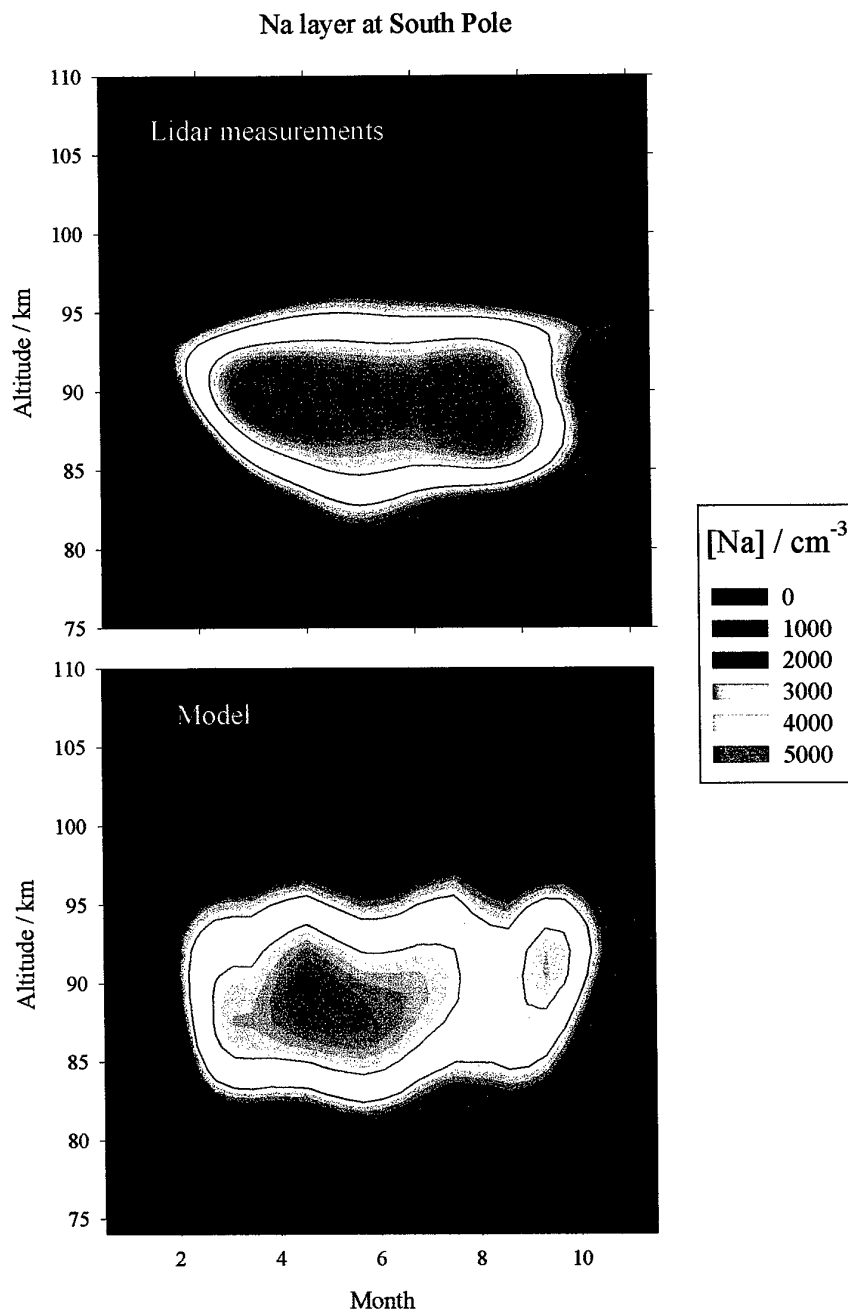 Na layer at South Pole
Lidar measurements
110
105
100
95
90
85
80
75
Altitude / km
[Na] / cm⁻³
0
1000
2000
3000
4000
5000
Model
110
105
100
95
90
85
80
75
Altitude / km
2 4 6 8 10
Month